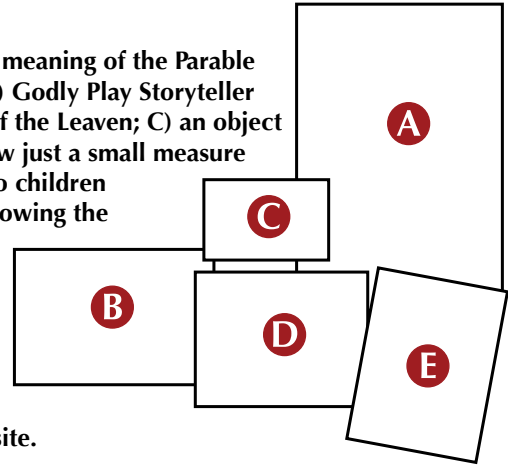 meaning of the Parable
) Godly Play Storyteller
f the Leaven; C) an object
w just a small measure
o children
owing the
A
C
B
D
E
site.